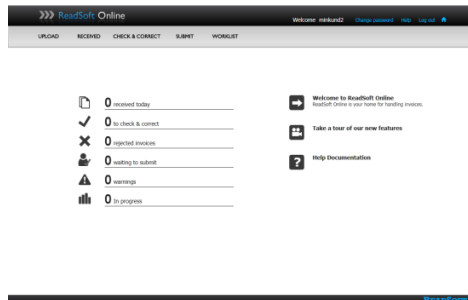 ReadSoft Online
Welcome minkund2 Change password Help Log out
UPLOAD RECEIVED CHECK & CORRECT SUBMIT WORKLIST
0 received today
0 to check & correct
0 rejected invoices
0 waiting to submit
0 warnings
0 In progress
Welcome to ReadSoft Online
ReadSoft Online is your home for handling invoices.
Take a tour of our new features
Help Documentation